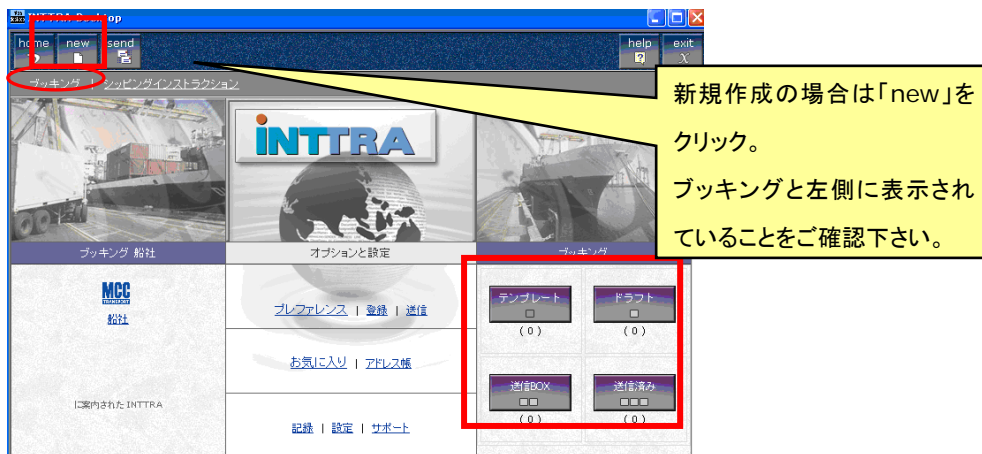 INTTRA Desktop
home new send help exit
ブッキング | シッピングインストラクション
新規作成の場合は「new」を
クリック。
ブッキングと左側に表示され
ていることをご確認下さい。
INTTRA
ブッキング 船社
オプションと設定
ブッキング
MCC
TRANSPORT
船社
に案内された INTTRA
プレファレンス | 登録 | 送信
お気に入り | アドレス帳
記録 | 設定 | サポート
テンプレート ドラフト
(0) (0)
送信BOX 送信済み
(0) (0)